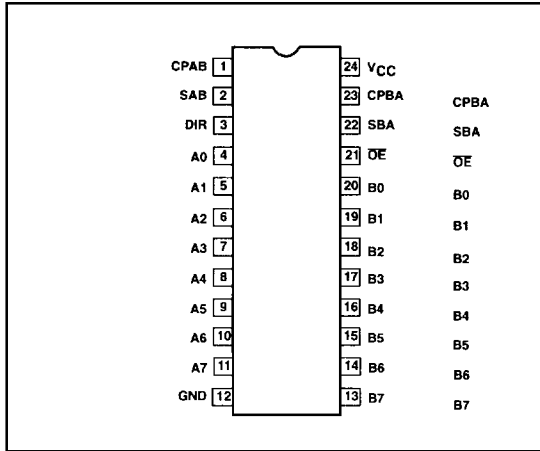 CPAB 1 24 VCC
SAB 2 23 CPBA CPBA
DIR 3 22 SBA SBA
A0 4 21 O̅E̅ O̅E̅
A1 5 20 B0 B0
A2 6 19 B1 B1
A3 7 18 B2 B2
A4 8 17 B3 B3
A5 9 16 B4 B4
A6 10 15 B5 B5
A7 11 14 B6 B6
GND 12 13 B7 B7